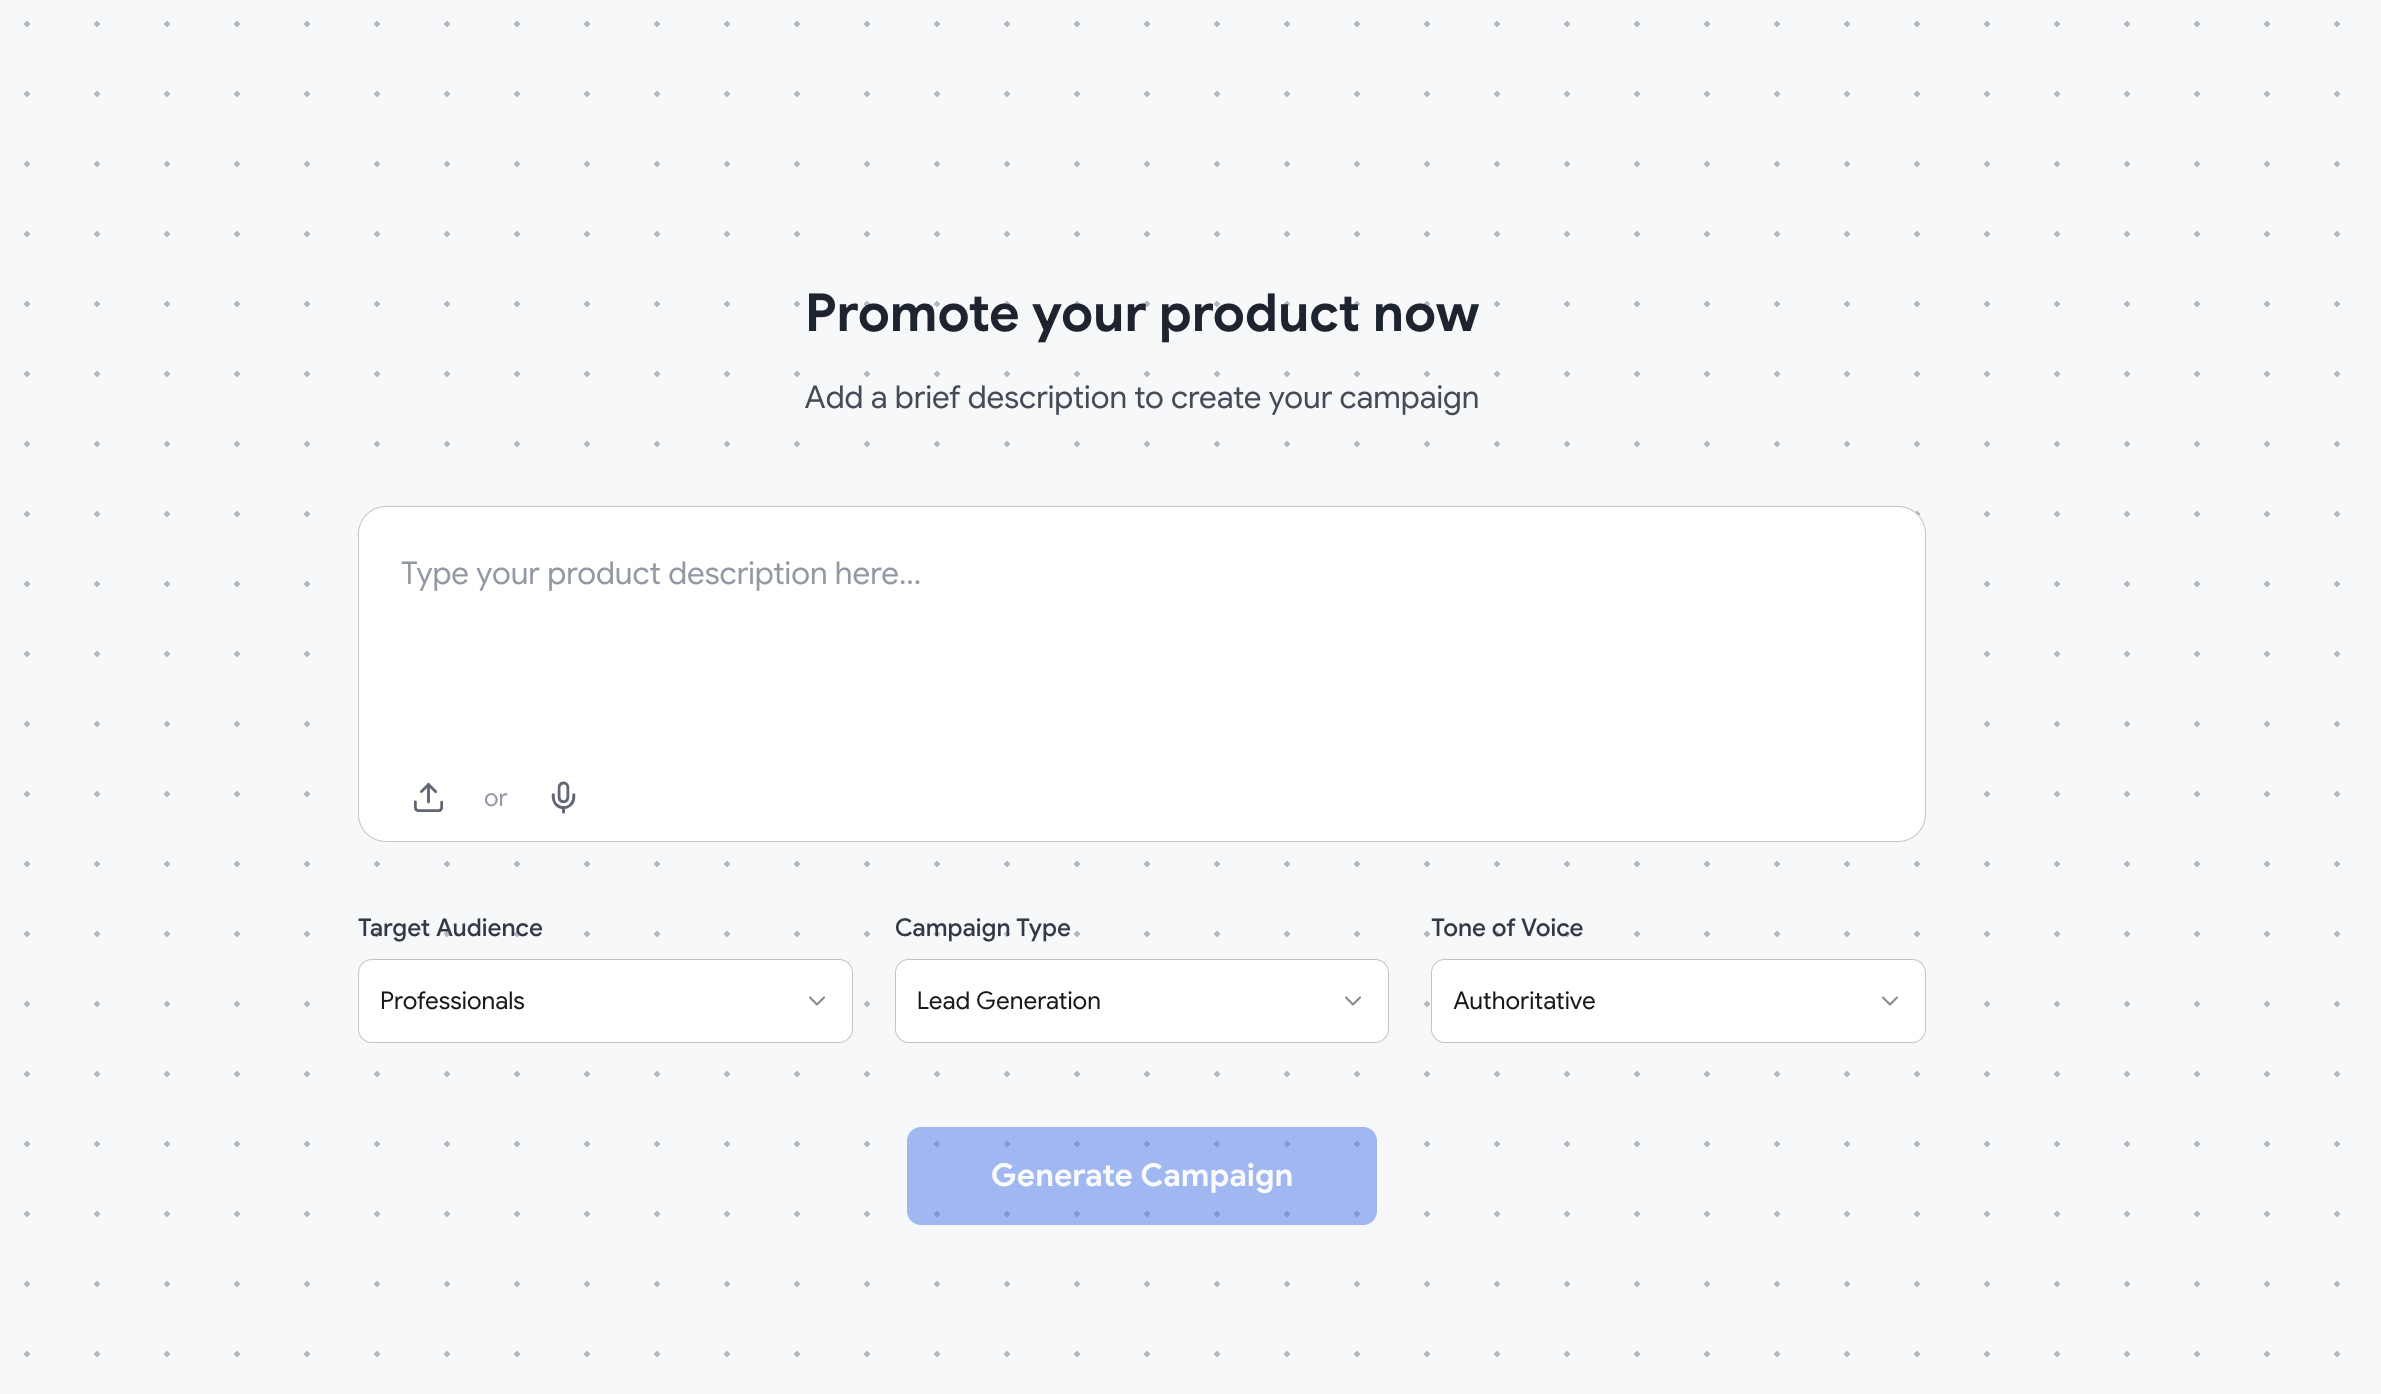 Promote your product now
Add a brief description to create your campaign
Type your product description here...
or
Target Audience
Campaign Type
Tone of Voice
Professionals
Lead Generation
Authoritative
Generate Campaign